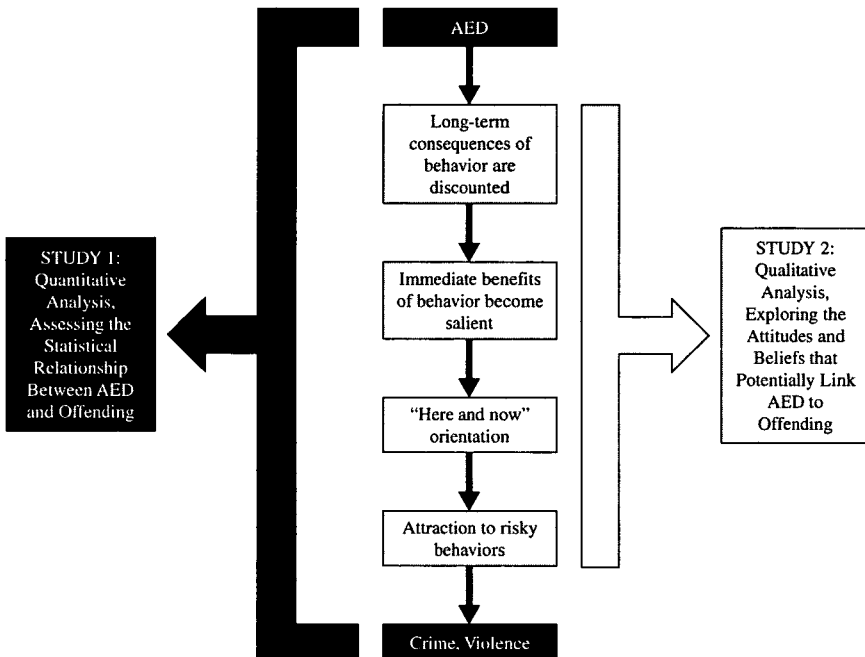 AED
Long-term
consequences of
behavior are
discounted
STUDY 1:
Quantitative
Analysis,
Assessing the
Statistical
Relationship
Between AED
and Offending
Immediate benefits
of behavior become
salient
STUDY 2:
Qualitative
Analysis,
Exploring the
Attitudes and
Beliefs that
Potentially Link
AED to
Offending
“Here and now”
orientation
Attraction to risky
behaviors
Crime, Violence